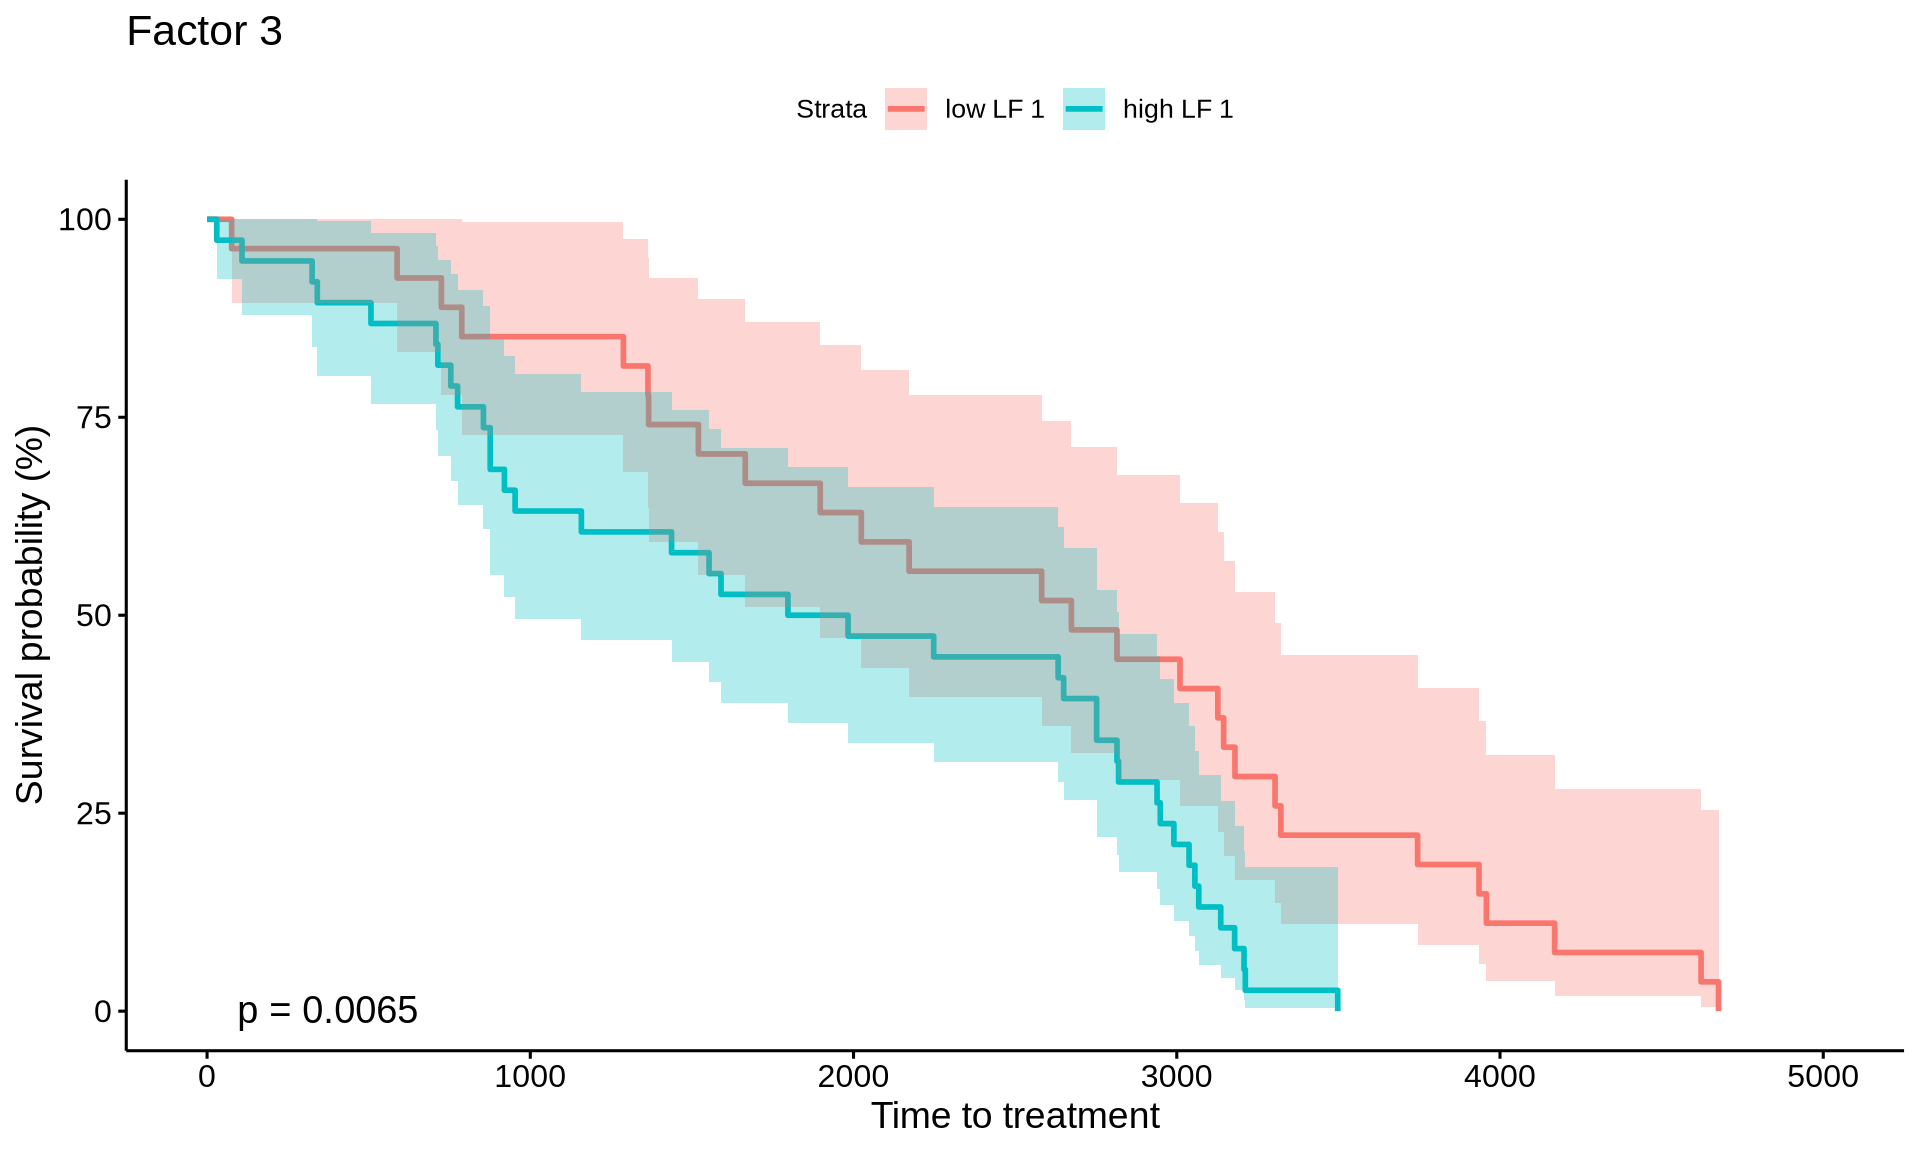 Factor 3
Strata low LF 1 high LF 1
Survival probability (%)
100
75
50
25
0
p = 0.0065
0 1000 2000 3000 4000 5000
Time to treatment